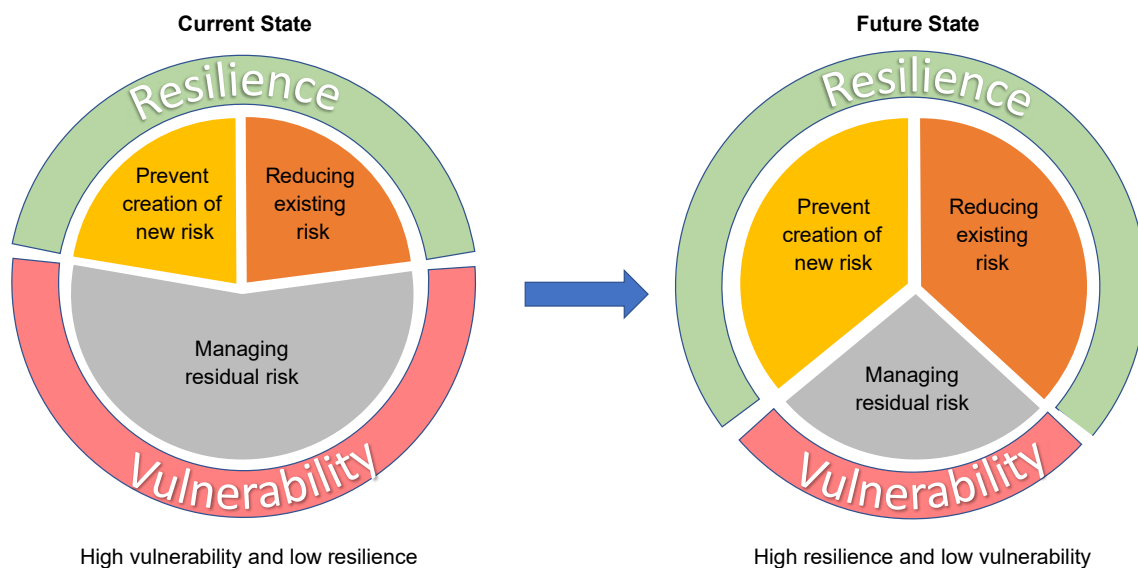 Current State
Resilience
Prevent
creation of
new risk
Reducing
existing
risk
Managing
residual risk
Vulnerability
High vulnerability and low resilience
Future State
Resilience
Prevent
creation of
new risk
Reducing
existing
risk
Managing
residual risk
Vulnerability
High resilience and low vulnerability